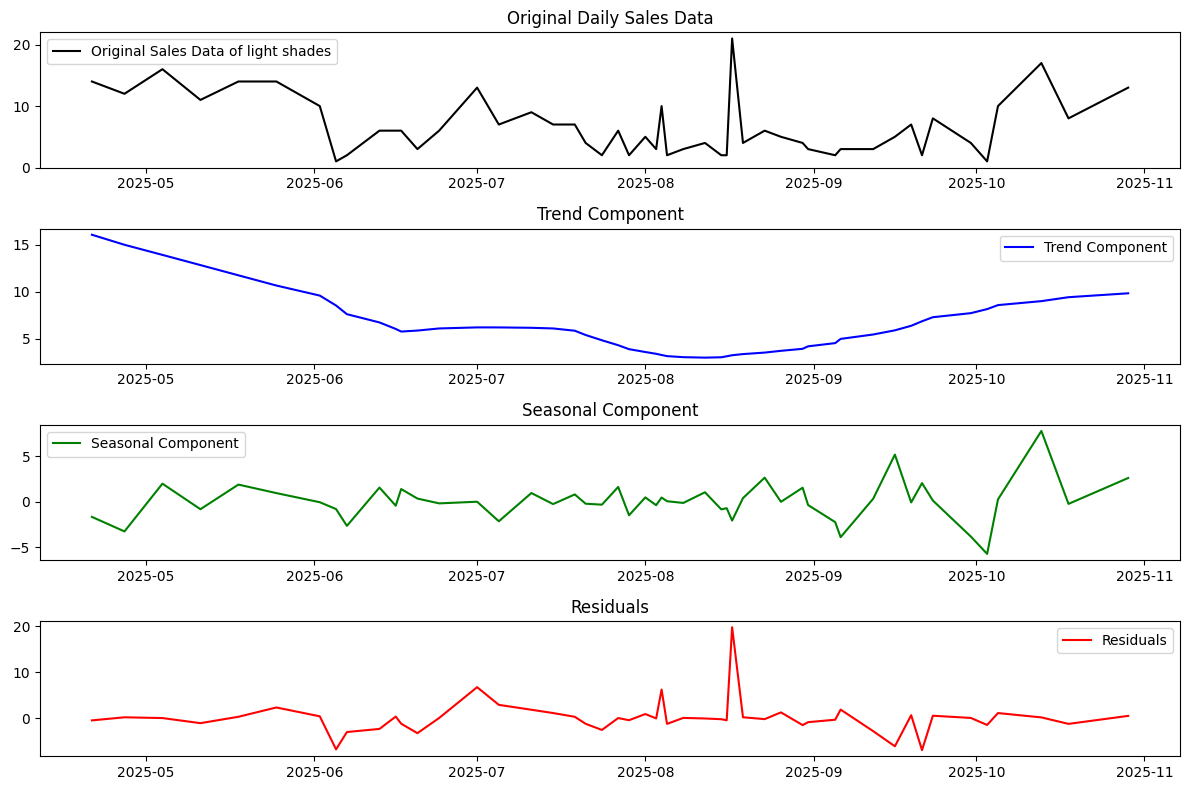 Original Daily Sales Data
Original Sales Data of light shades
20
10
0
2025-05 2025-06 2025-07 2025-08 2025-09 2025-10 2025-11
Trend Component
Trend Component
15
10
5
2025-05 2025-06 2025-07 2025-08 2025-09 2025-10 2025-11
Seasonal Component
Seasonal Component
5
0
−5
2025-05 2025-06 2025-07 2025-08 2025-09 2025-10 2025-11
Residuals
Residuals
20
10
0
2025-05 2025-06 2025-07 2025-08 2025-09 2025-10 2025-11